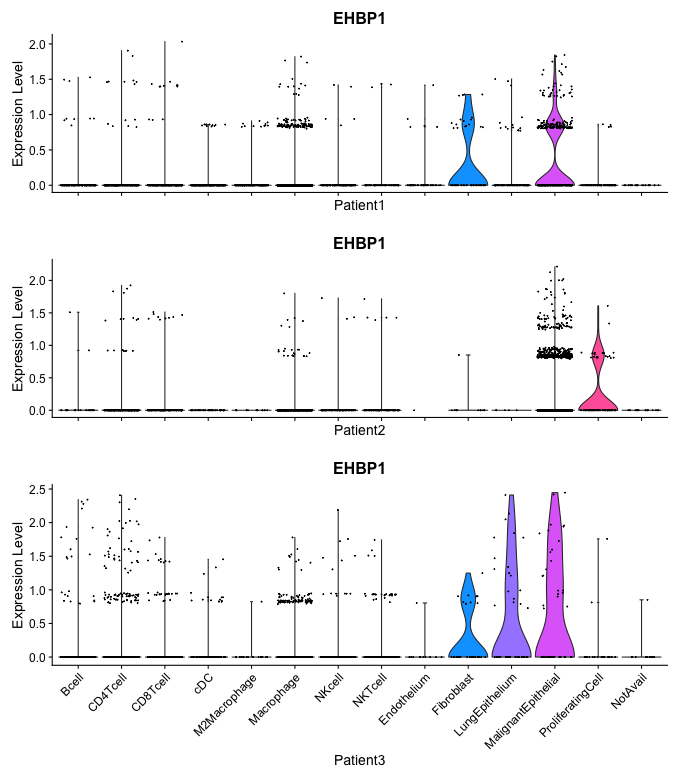 EHBP1
Expression Level
2.0
1.5
1.0
0.5
0.0
Patient1
EHBP1
Expression Level
2.0
1.5
1.0
0.5
0.0
Patient2
EHBP1
Expression Level
2.5
2.0
1.5
1.0
0.5
0.0
Bcell
CD4Tcell
CD8Tcell
cDC
M2Macrophage
Macrophage
NKcell
NKTcell
Endothelium
Fibroblast
LungEpithelium
MalignantEpithelial
ProliferatingCell
NotAvail
Patient3